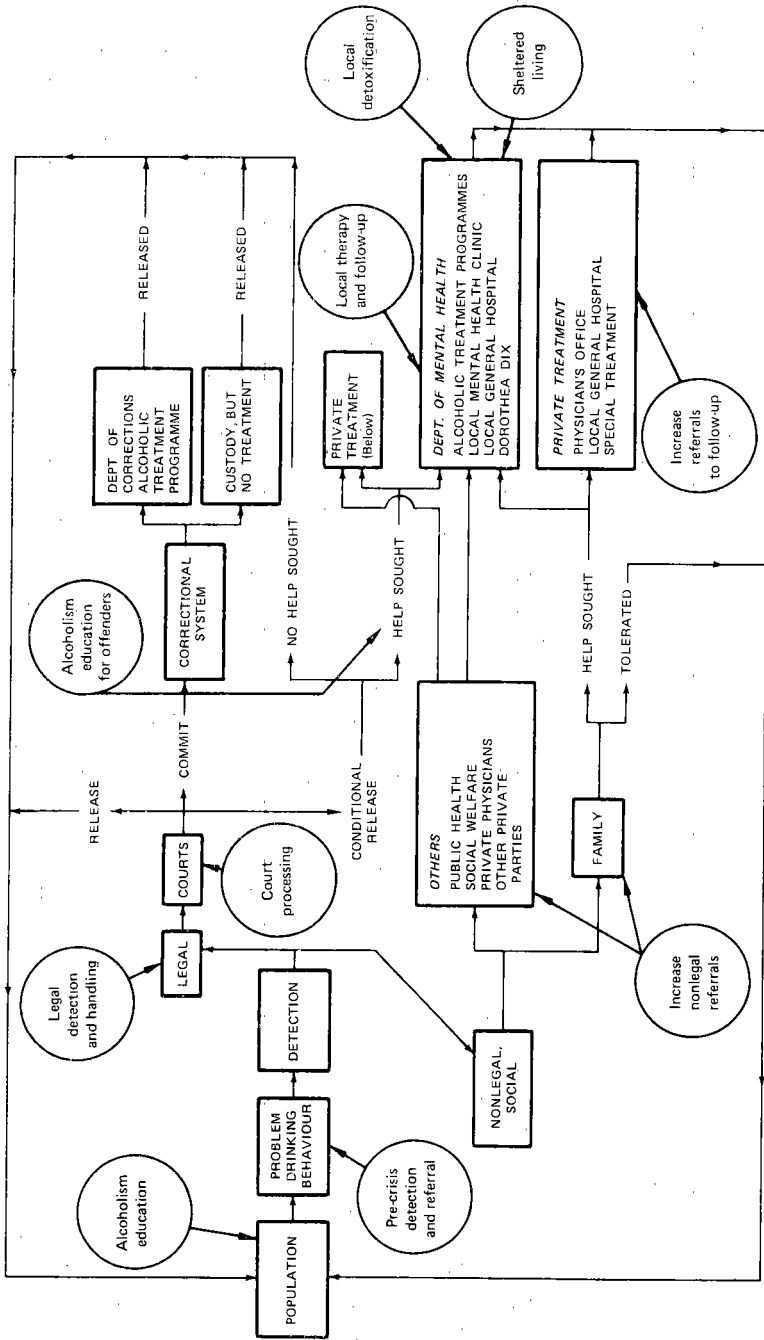 Alcoholism
education
POPULATION
PROBLEM
DRINKING
BEHAVIOUR
Pre-crisis
detection
and referral
DETECTION
Legal
detection
and handling
LEGAL
COURTS
Court
processing
NONLEGAL,
SOCIAL
RELEASE
COMMIT
CONDITIONAL
RELEASE
Alcoholism
education
for offenders
CORRECTIONAL
SYSTEM
DEPT OF
CORRECTIONS
ALCOHOLIC
TREATMENT
PROGRAMME
CUSTODY, BUT
NO TREATMENT
RELEASED
RELEASED
NO HELP SOUGHT
HELP SOUGHT
OTHERS
PUBLIC HEALTH
SOCIAL WELFARE
PRIVATE PHYSICIANS
OTHER PRIVATE
PARTIES
FAMILY
Increase
nonlegal
referrals
HELP SOUGHT
TOLERATED
PRIVATE
TREATMENT
(Below)
Local therapy
and follow-up
Local
detoxification
Sheltered
living
DEPT. OF MENTAL HEALTH
ALCOHOLIC TREATMENT PROGRAMMES
LOCAL MENTAL HEALTH CLINIC
LOCAL GENERAL HOSPITAL
DOROTHEA DIX
PRIVATE TREATMENT
PHYSICIAN'S OFFICE
LOCAL GENERAL HOSPITAL
SPECIAL TREATMENT
Increase
referrals
to follow-up